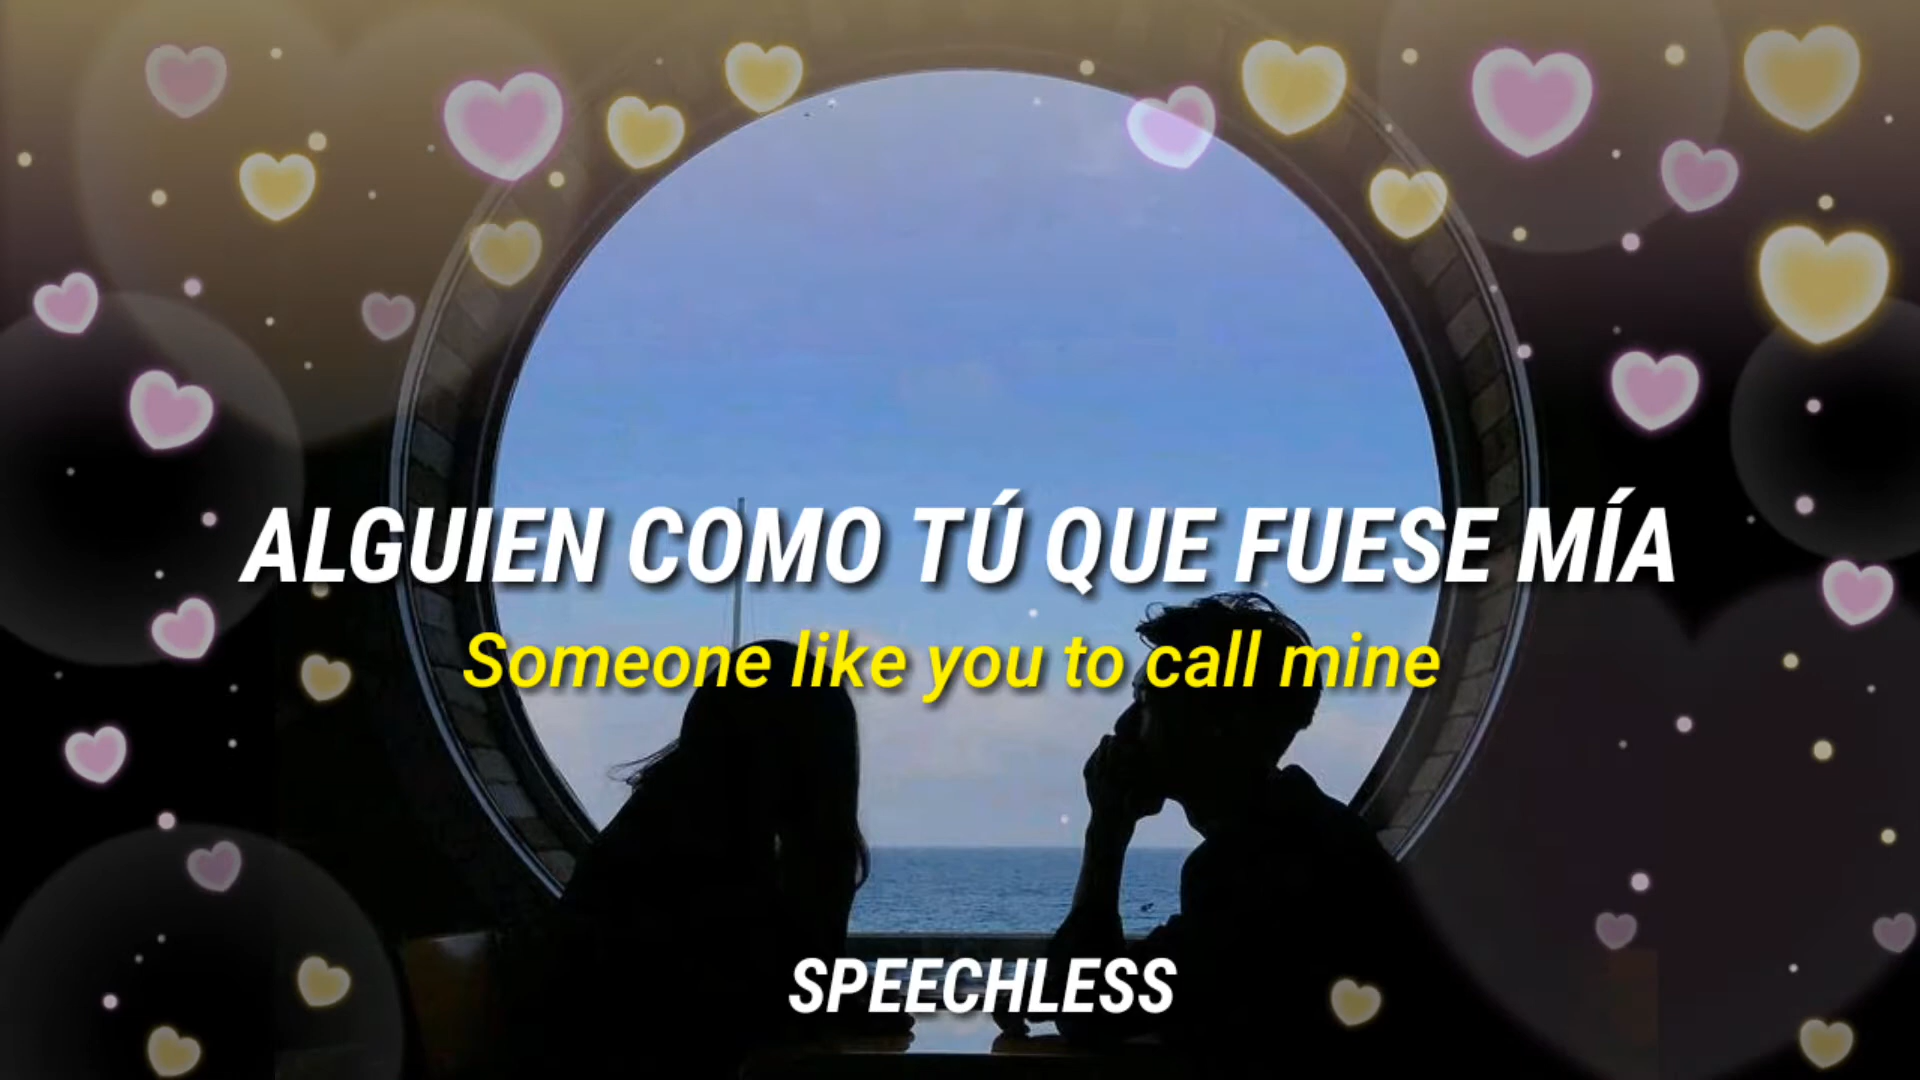 ALGUIEN COMO TÚ QUE FUESE MÍA
Someone like you to call mine
SPEECHLESS